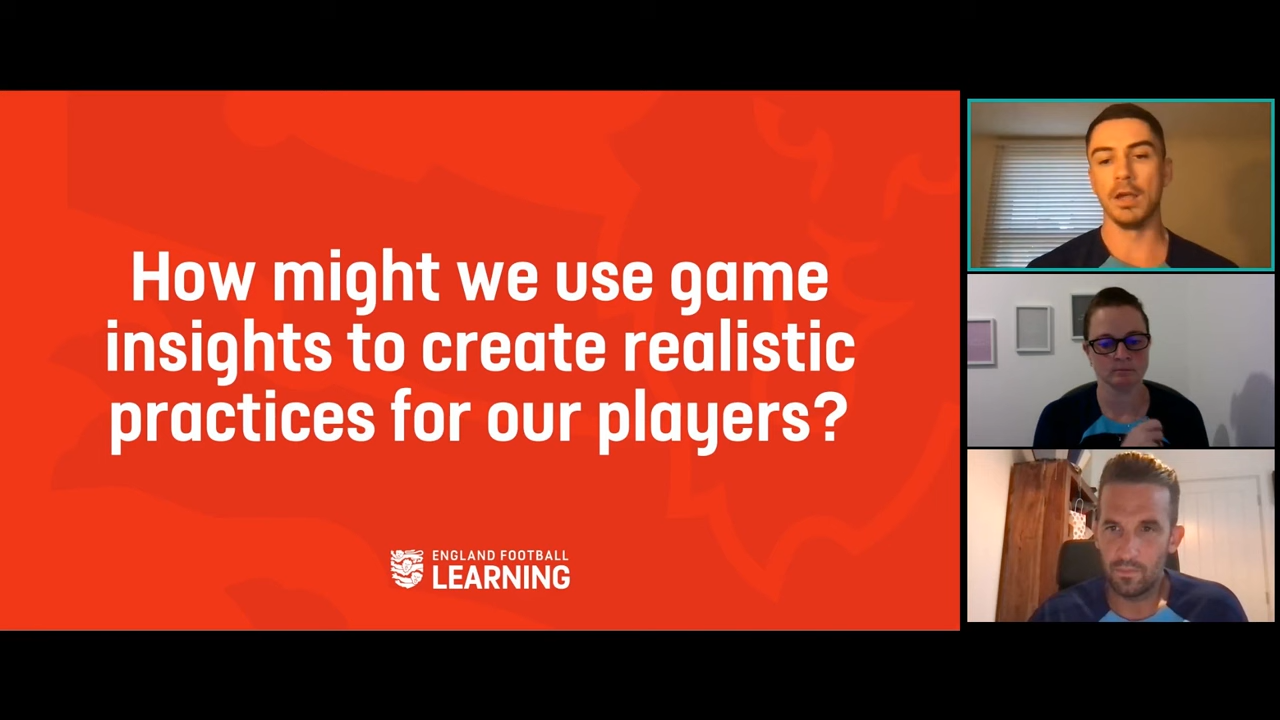 How might we use game
insights to create realistic
practices for our players?
ENGLAND FOOTBALL
LEARNING